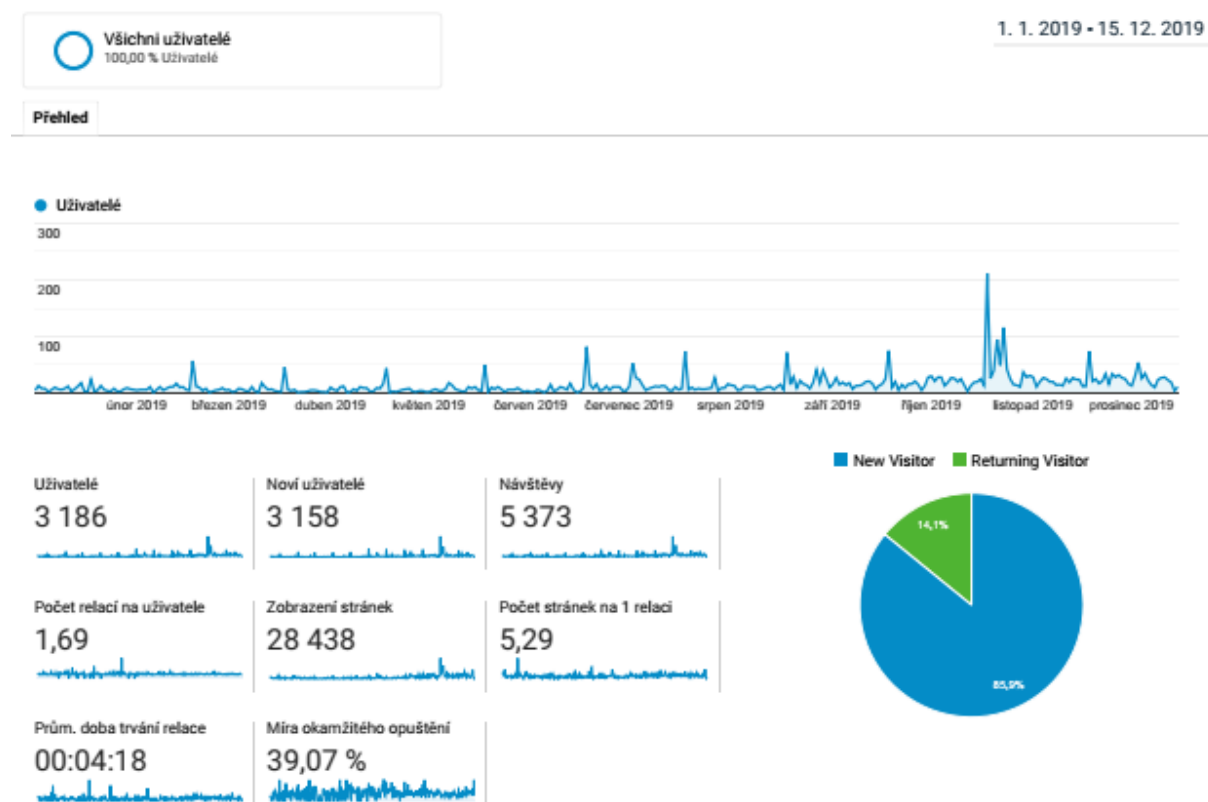 Všichni uživatelé
100,00 % Uživatelé
1. 1. 2019 - 15. 12. 2019
Přehled
Uživatelé
300
200
100
únor 2019 březen 2019 duben 2019 květen 2019 červen 2019 červenec 2019 srpen 2019 září 2019 říjen 2019 listopad 2019 prosinec 2019
New Visitor Returning Visitor
Uživatelé Noví uživatelé Návštěvy
3 186 3 158 5 373
14,1%
Počet relací na uživatele Zobrazení stránek Počet stránek na 1 relaci
1,69 28 438 5,29
85,9%
Prům. doba trvání relace Míra okamžitého opuštění
00:04:18 39,07 %